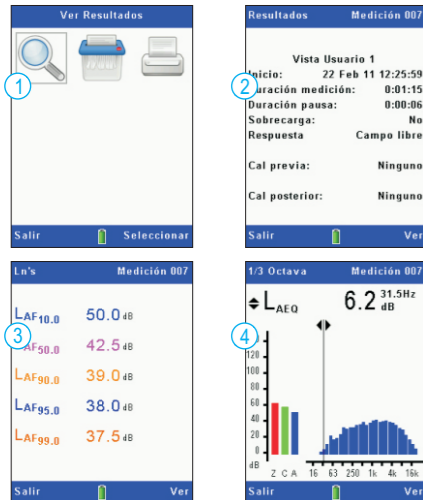 Ver Resultados
1
Salir Seleccionar
Resultados Medición 007
Vista Usuario 1
Inicio: 22 Feb 11 12:25:59
2
Duración medición: 0:01:15
Duración pausa: 0:00:06
Sobrecarga: No
Respuesta Campo libre
Cal previa: Ninguno
Cal posterior: Ninguno
Salir Ver
Ln's Medición 007
LAF10.0 50.0 dB
3
LAF50.0 42.5 dB
LAF90.0 39.0 dB
LAF95.0 38.0 dB
LAF99.0 37.5 dB
Salir Ver
1/3 Octava Medición 007
LAEQ 6.2 31.5Hz dB
4
120
100
80
60
40
20
0
dB
Z C A 16 63 250 1k 4k 16k
Salir Ver